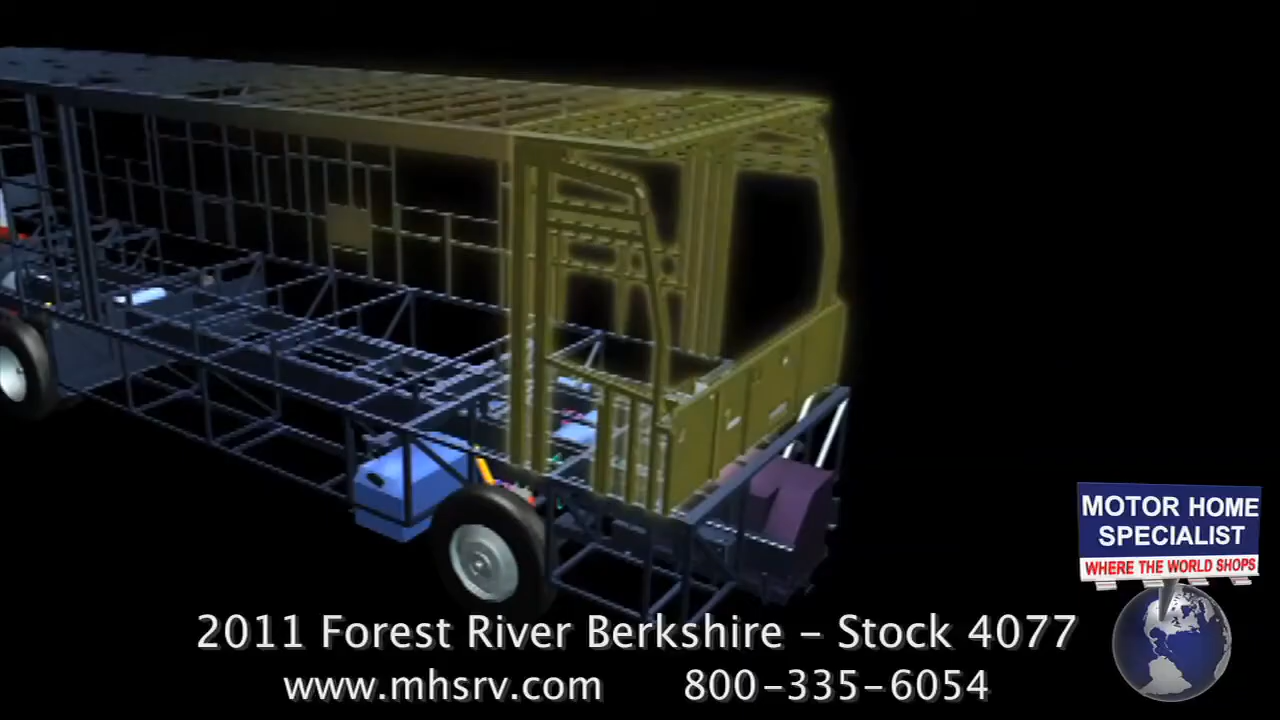 MOTOR HOME
SPECIALIST
WHERE THE WORLD SHOPS
2011 Forest River Berkshire – Stock 4077
www.mhsrv.com 800-335-6054